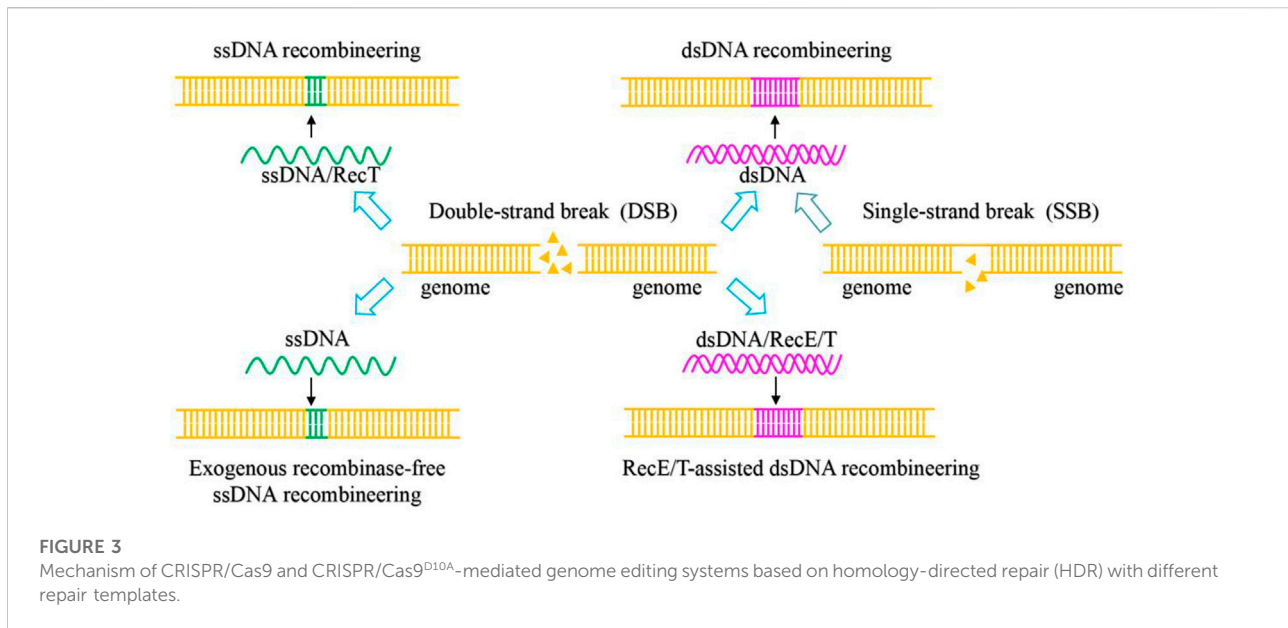 ssDNA recombineering
dsDNA recombineering
ssDNA/RecT
dsDNA
Double-strand break (DSB)
Single-strand break (SSB)
genome
genome
genome
genome
ssDNA
dsDNA/RecE/T
Exogenous recombinase-free
ssDNA recombineering
RecE/T-assisted dsDNA recombineering
FIGURE 3
Mechanism of CRISPR/Cas9 and CRISPR/Cas9D10A-mediated genome editing systems based on homology-directed repair (HDR) with different
repair templates.